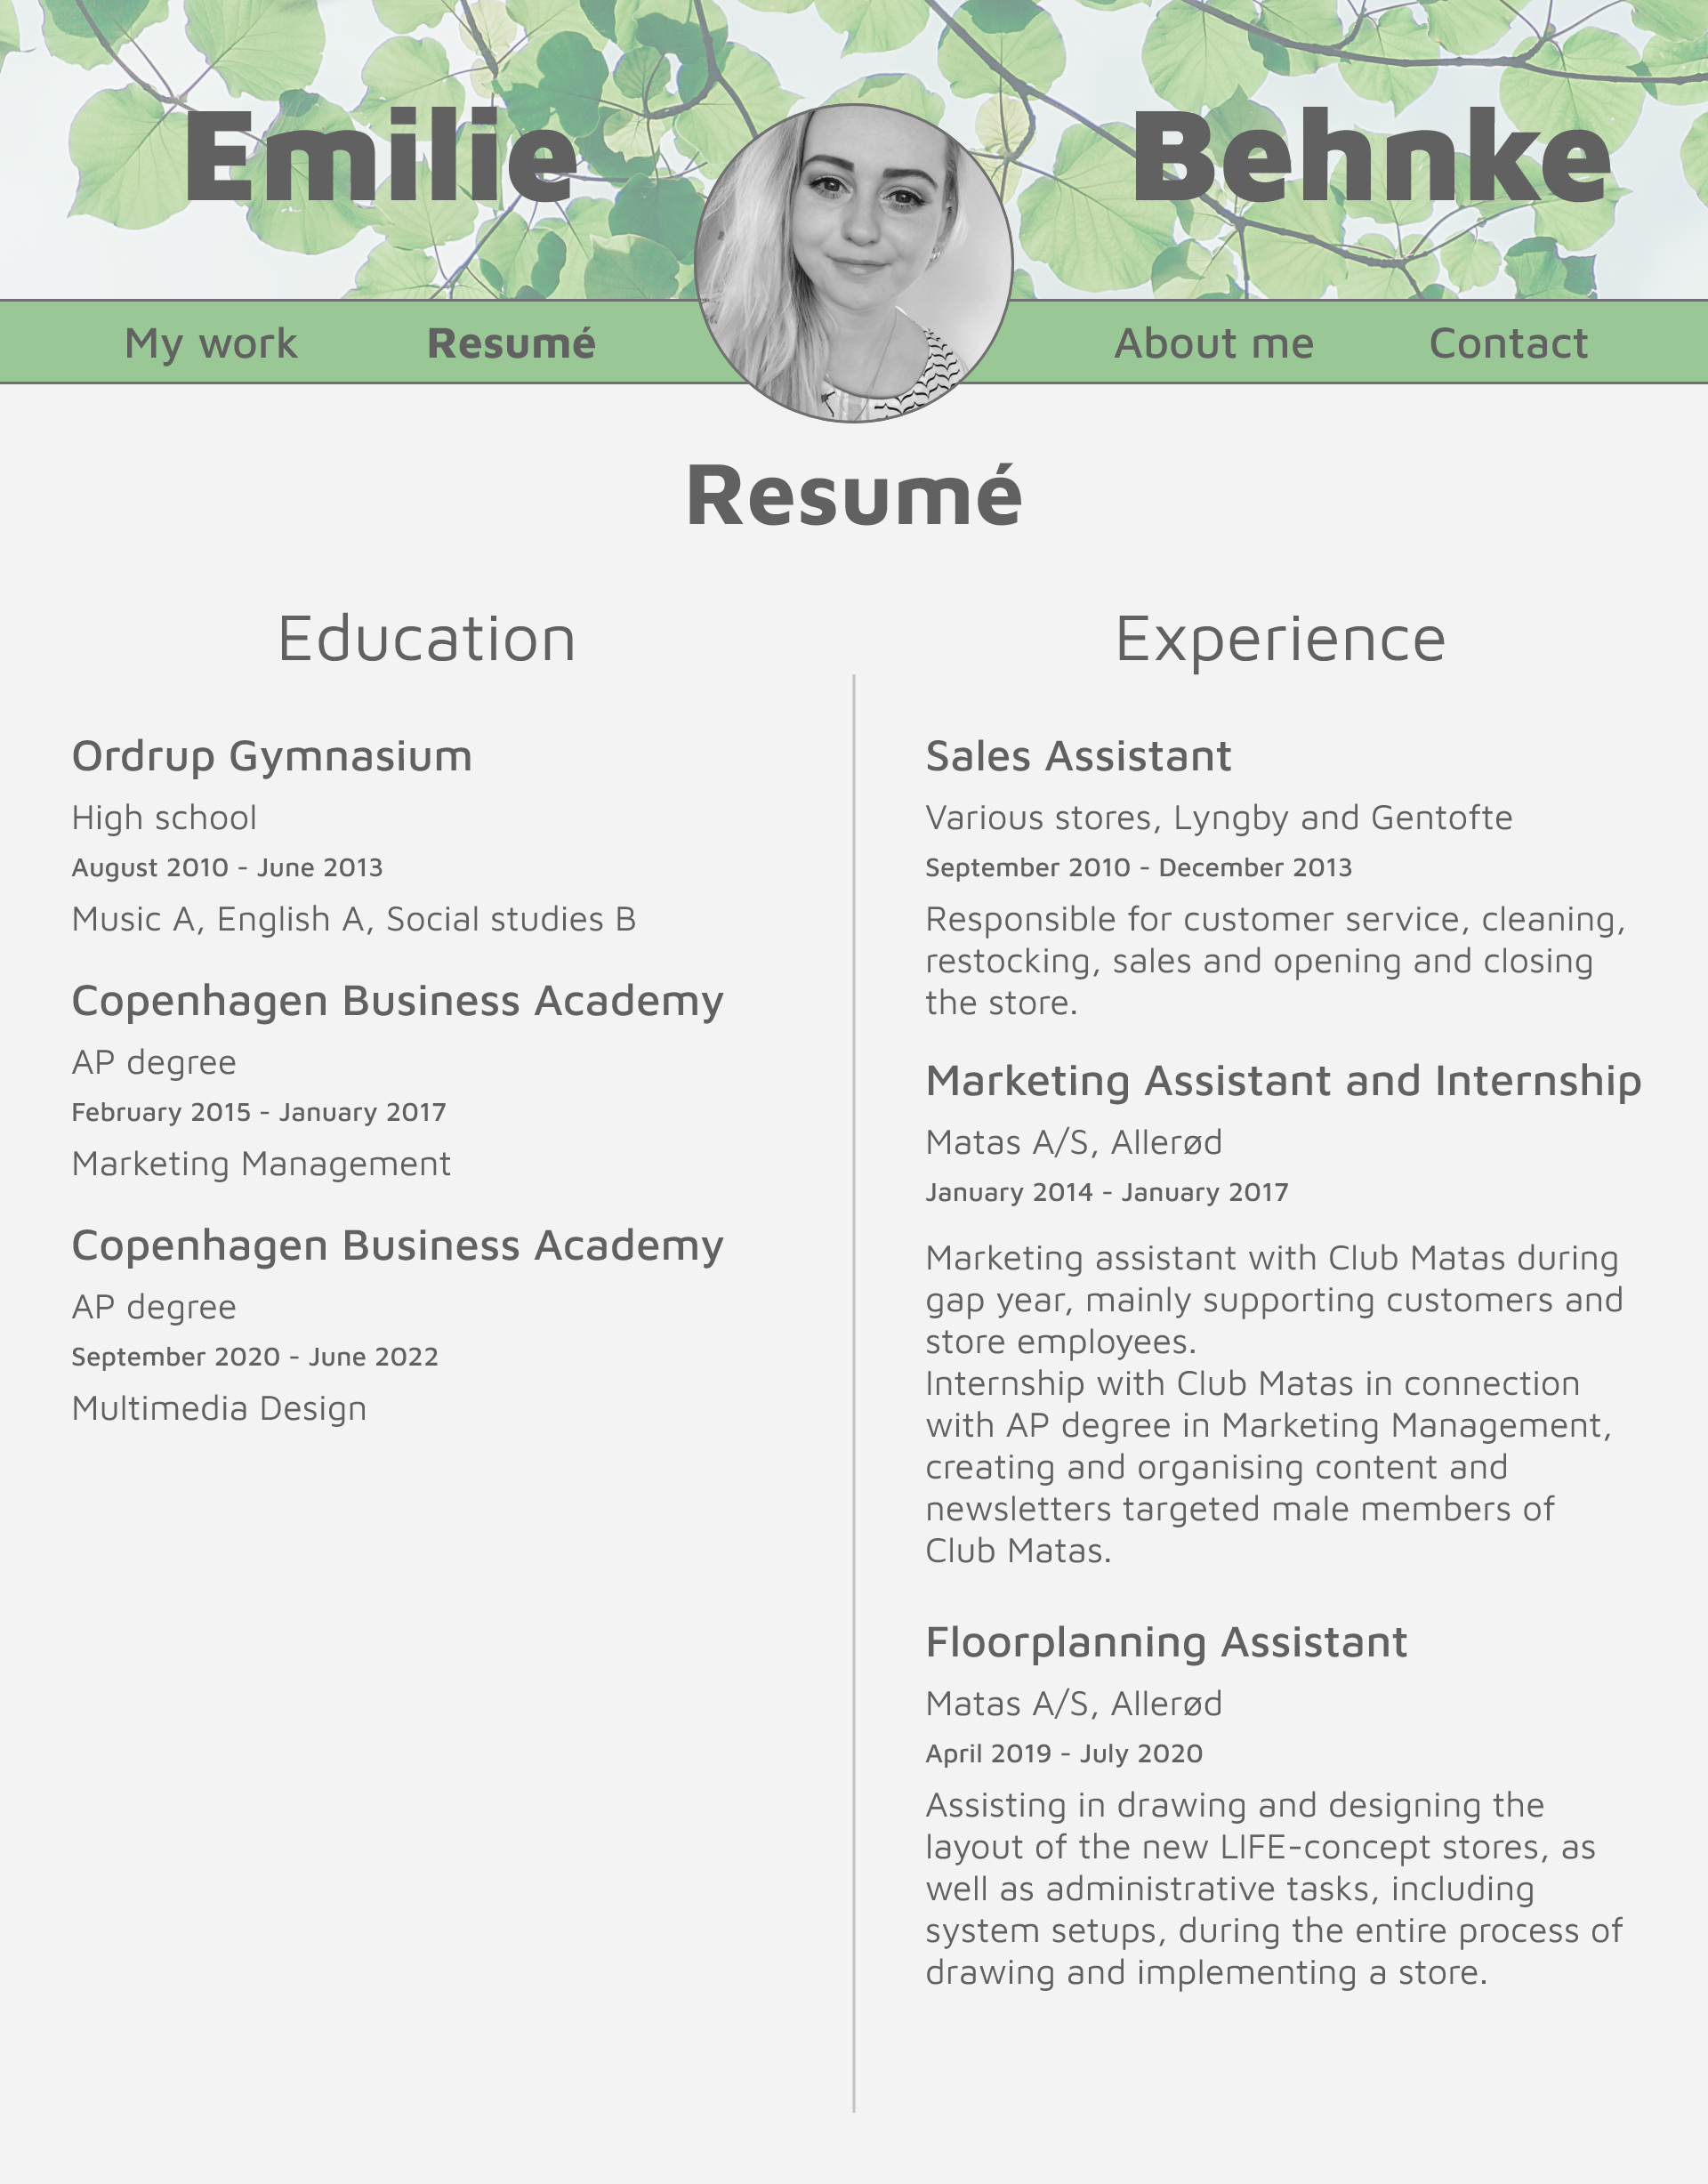 Emilie Behnke
My work Resumé About me Contact
Resumé
Education
Ordrup Gymnasium
High school
August 2010 - June 2013
Music A, English A, Social studies B
Copenhagen Business Academy
AP degree
February 2015 - January 2017
Marketing Management
Copenhagen Business Academy
AP degree
September 2020 - June 2022
Multimedia Design
Experience
Sales Assistant
Various stores, Lyngby and Gentofte
September 2010 - December 2013
Responsible for customer service, cleaning,
restocking, sales and opening and closing
the store.
Marketing Assistant and Internship
Matas A/S, Allerød
January 2014 - January 2017
Marketing assistant with Club Matas during
gap year, mainly supporting customers and
store employees.
Internship with Club Matas in connection
with AP degree in Marketing Management,
creating and organising content and
newsletters targeted male members of
Club Matas.
Floorplanning Assistant
Matas A/S, Allerød
April 2019 - July 2020
Assisting in drawing and designing the
layout of the new LIFE-concept stores, as
well as administrative tasks, including
system setups, during the entire process of
drawing and implementing a store.